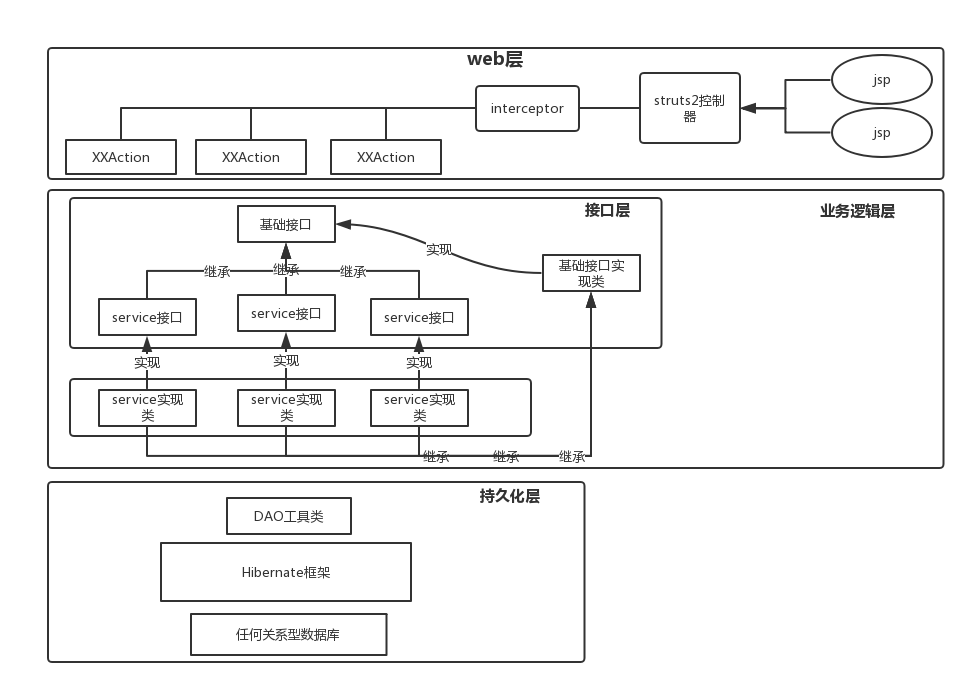 web层
jsp
interceptor
struts2控制
器
jsp
XXAction
XXAction
XXAction
接口层
业务逻辑层
基础接口
实现
继承
继承
继承
基础接口实
现类
service接口
service接口
service接口
实现
实现
实现
service实现
类
service实现
类
service实现
类
继承
继承
继承
持久化层
DAO工具类
Hibernate框架
任何关系型数据库